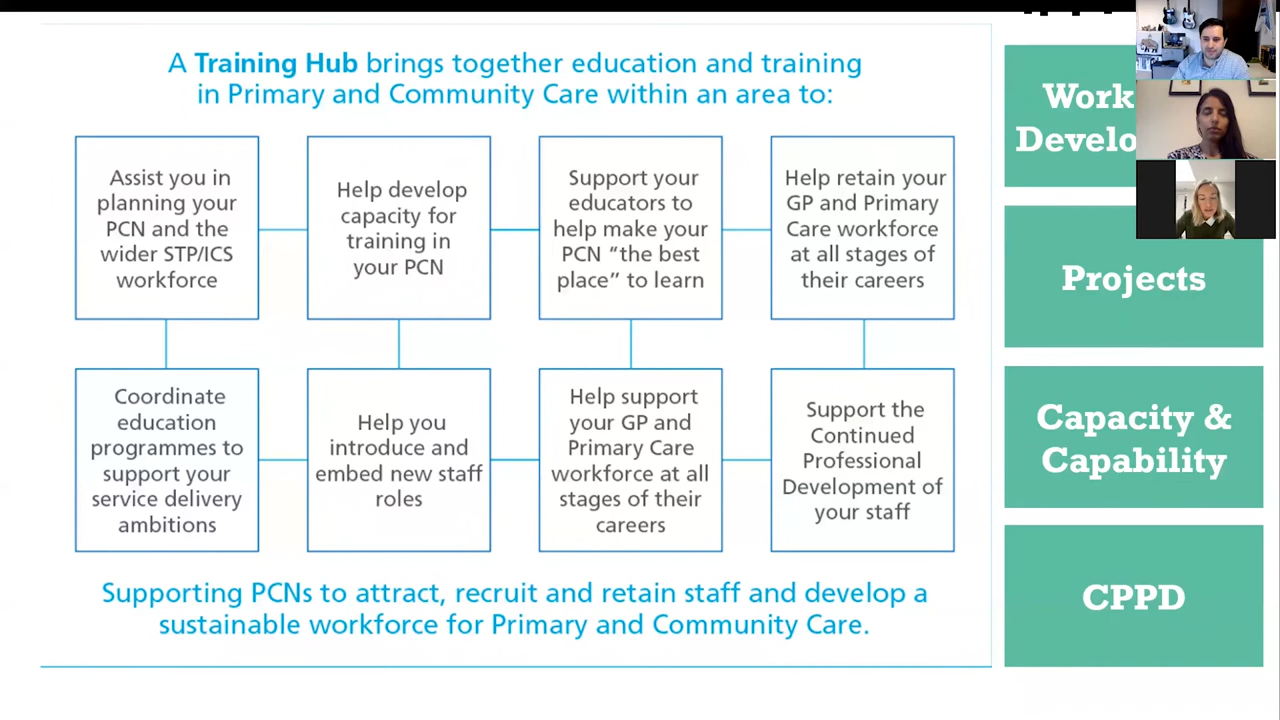 A Training Hub brings together education and training
in Primary and Community Care within an area to:
Assist you in
planning your
PCN and the
wider STP/ICS
workforce
Help develop
capacity for
training in
your PCN
Support your
educators to
help make your
PCN “the best
place” to learn
Help retain your
GP and Primary
Care workforce
at all stages of
their careers
Coordinate
education
programmes to
support your
service delivery
ambitions
Help you
introduce and
embed new staff
roles
Help support
your GP and
Primary Care
workforce at all
stages of their
careers
Support the
Continued
Professional
Development of
your staff
Supporting PCNs to attract, recruit and retain staff and develop a
sustainable workforce for Primary and Community Care.
Work
Develo
Projects
Capacity &
Capability
CPPD